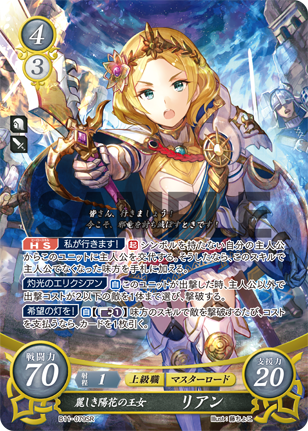 4
3
SAMPLE
皆さん、行きましょう!
今こそ、邪竜を討ち滅ぼすときです!
HS 私が行きます! 起 シンボルを持たない自分の主人公
からこのユニットに主人公を交代する。そうしたなら、このスキルで
主人公でなくなった味方を手札に加える。
灼光のエリクシアン 自 このユニットが出撃した時、主人公以外で
出撃コストが2以下の敵を1体まで選び、撃破する。
希望の灯を! 自 味方のスキルで敵を撃破するたび、コスト
を支払うなら、カードを1枚引く。
戦闘力
70
射程
1
上級職
マスターロード
支援力
20
麗しき陽花の王女
リアン
B11-071SR